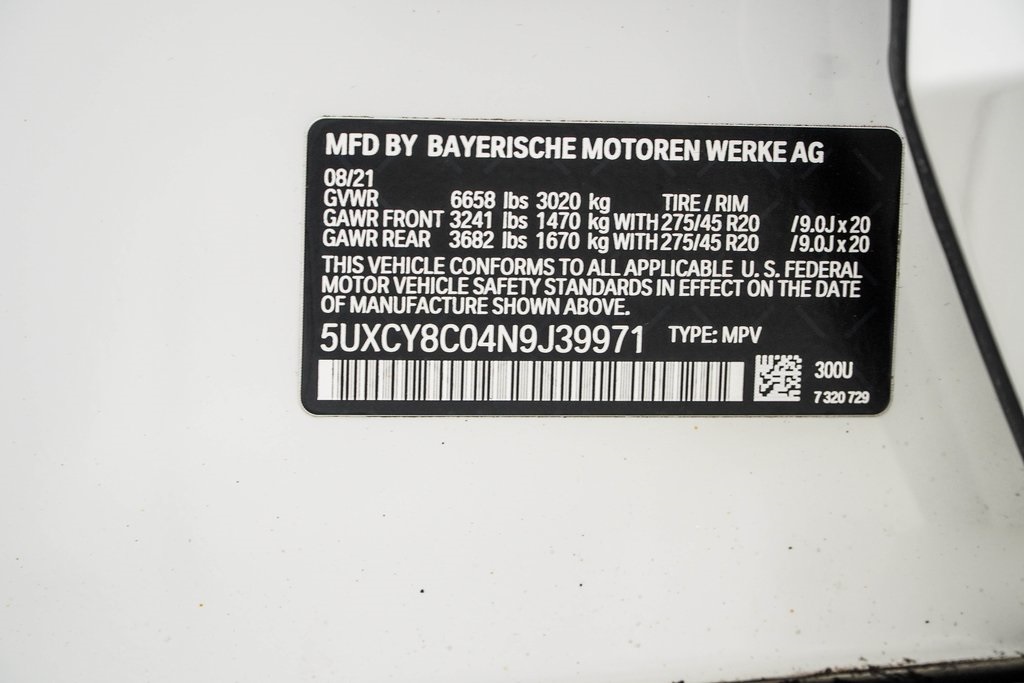 MFD BY BAYERISCHE MOTOREN WERKE AG
08/21
GVWR 6658 lbs 3020 kg TIRE / RIM
GAWR FRONT 3241 lbs 1470 kg WITH 275/45 R20 /9.0J x 20
GAWR REAR 3682 lbs 1670 kg WITH 275/45 R20 /9.0J x 20
THIS VEHICLE CONFORMS TO ALL APPLICABLE U. S. FEDERAL
MOTOR VEHICLE SAFETY STANDARDS IN EFFECT ON THE DATE
OF MANUFACTURE SHOWN ABOVE.
5UXCY8C04N9J39971 TYPE: MPV
300U
7 320 729